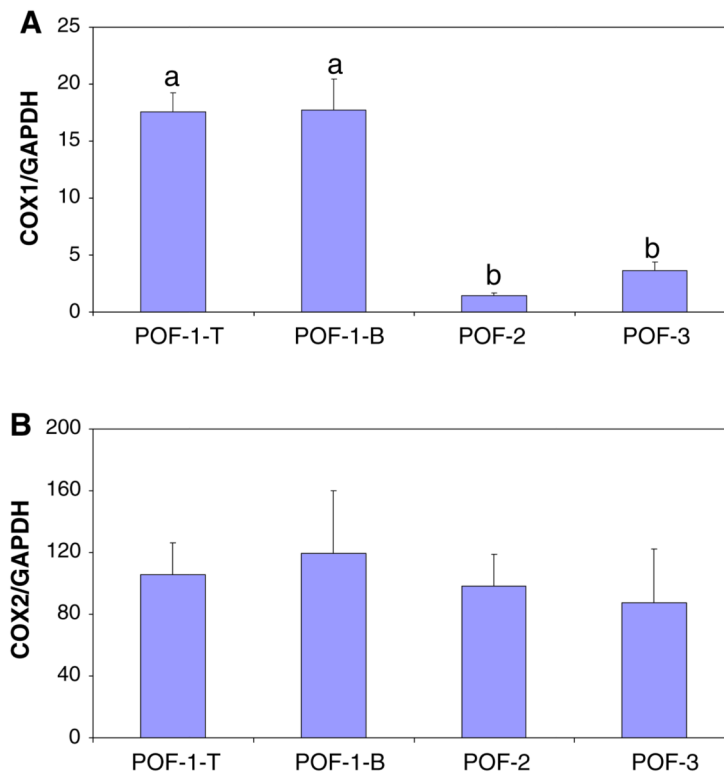 A
25
20
15
10
5
0
COX1/GAPDH
a
a
b
b
POF-1-T POF-1-B POF-2 POF-3
B
200
160
120
80
40
0
COX2/GAPDH
POF-1-T POF-1-B POF-2 POF-3